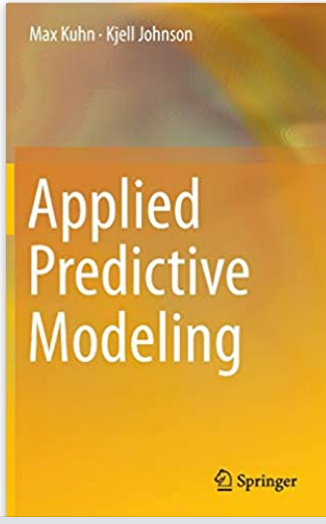 Max Kuhn · Kjell Johnson
Applied
Predictive
Modeling
Springer